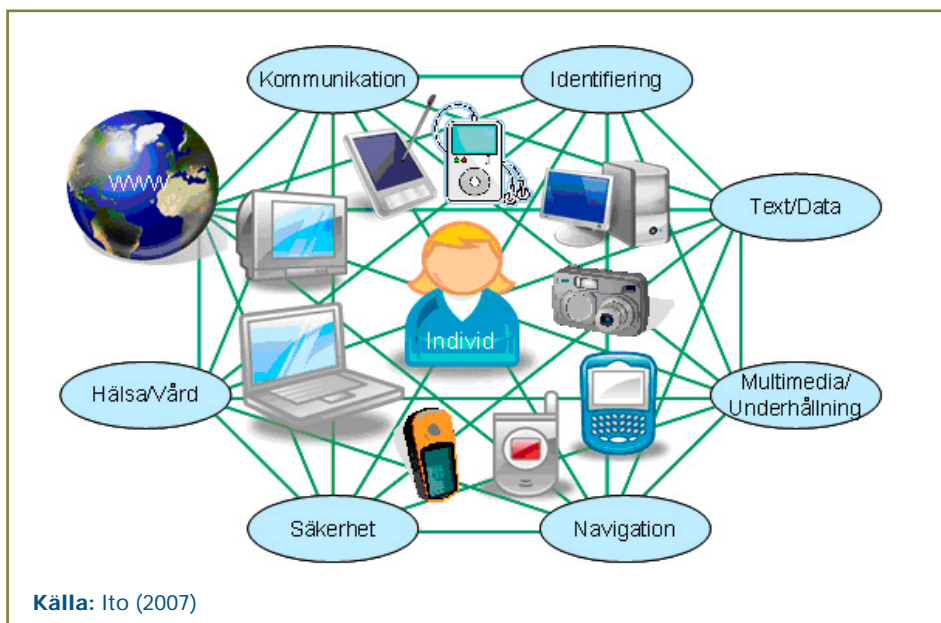 Kommunikation
Identifiering
WWW
Text/Data
Individ
Hälsa/Vård
Multimedia/
Underhållning
Säkerhet
Navigation
Källa: Ito (2007)